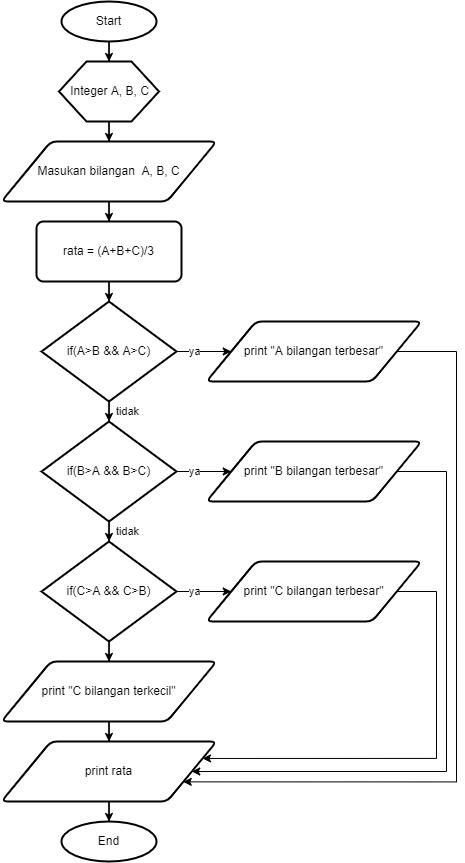 Start
Integer A, B, C
Masukan bilangan A, B, C
rata = (A+B+C)/3
if(A>B && A>C)
ya
print "A bilangan terbesar"
tidak
if(B>A && B>C)
ya
print "B bilangan terbesar"
tidak
if(C>A && C>B)
ya
print "C bilangan terbesar"
print "C bilangan terkecil"
print rata
End